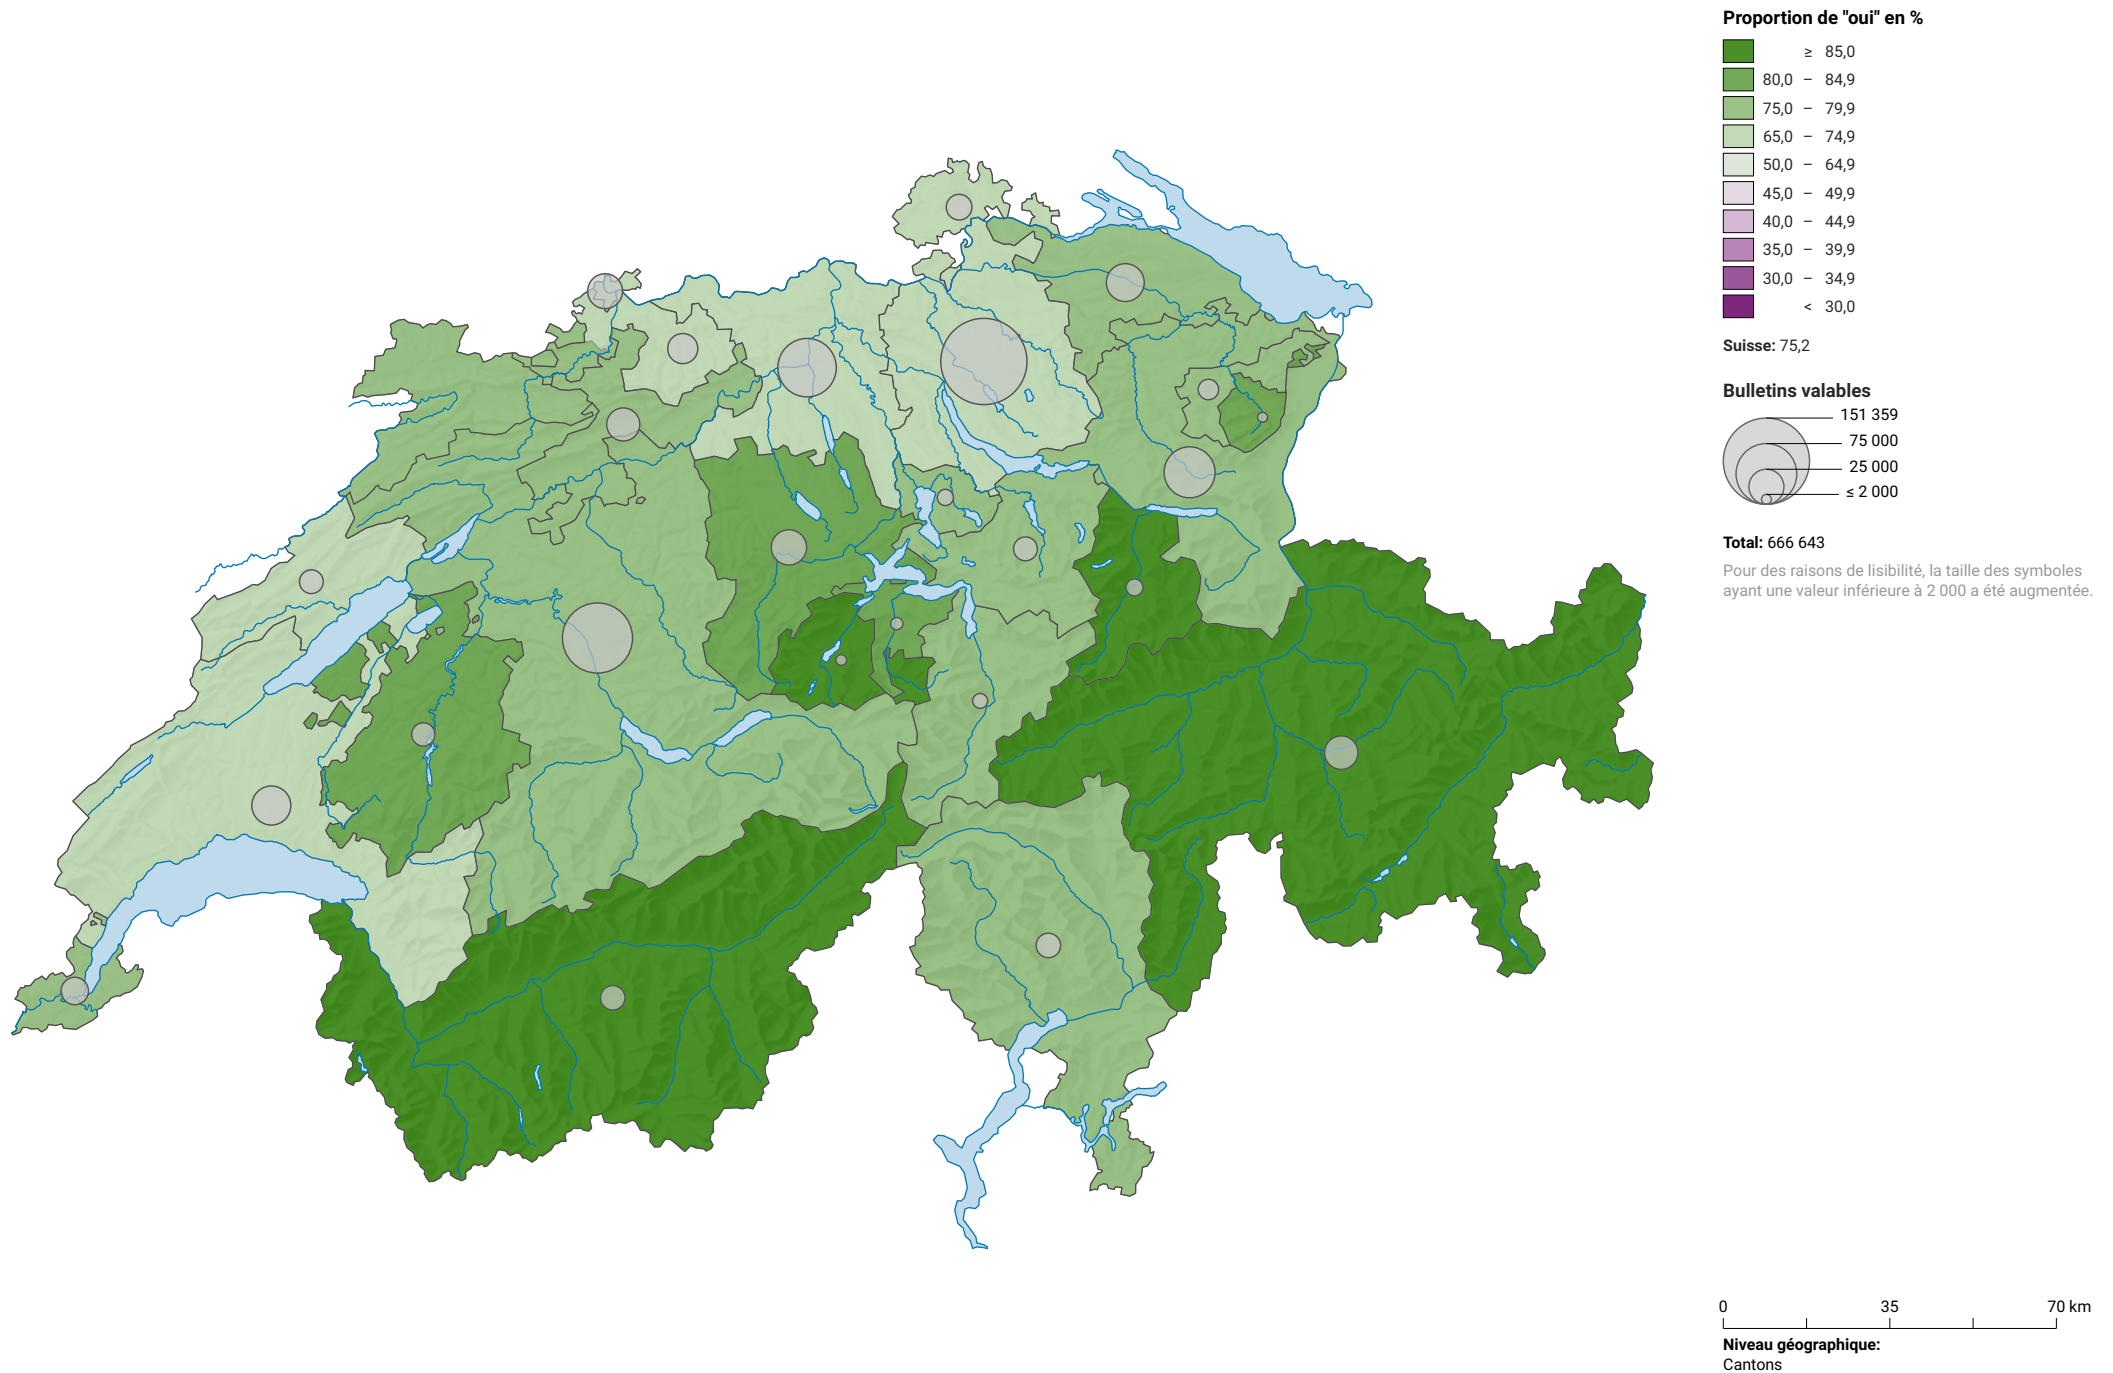 Proportion de "oui" en %
≥ 85,0
80,0 – 84,9
75,0 – 79,9
65,0 – 74,9
50,0 – 64,9
45,0 – 49,9
40,0 – 44,9
35,0 – 39,9
30,0 – 34,9
< 30,0
Suisse: 75,2
Bulletins valables
151 359
75 000
25 000
≤ 2 000
Total: 666 643
Pour des raisons de lisibilité, la taille des symboles
ayant une valeur inférieure à 2 000 a été augmentée.
0 35 70 km
Niveau géographique:
Cantons